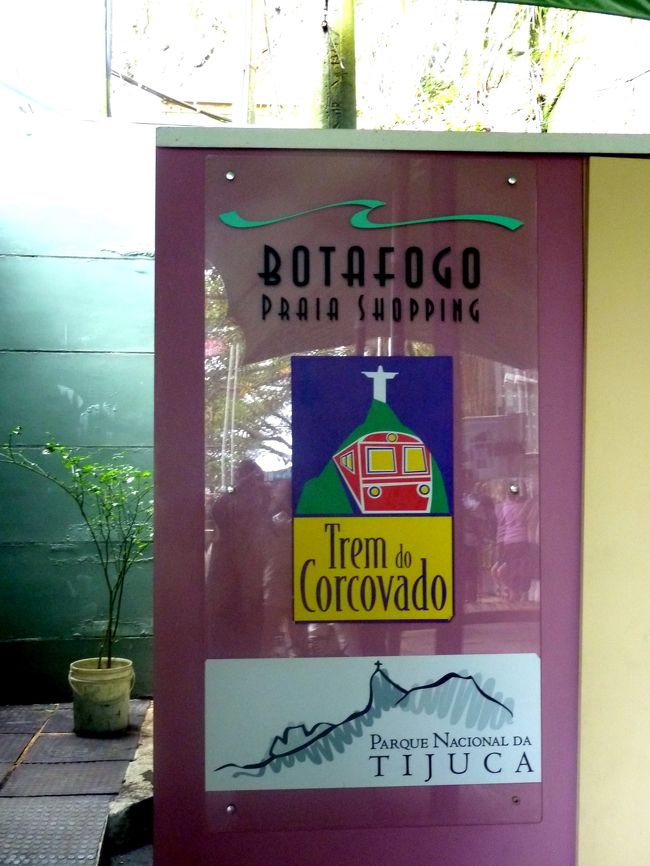 BOTAFOGO
PRAIA SHOPPING
Trem do
Corcovado
PARQUE NACIONAL DA
TIJUCA